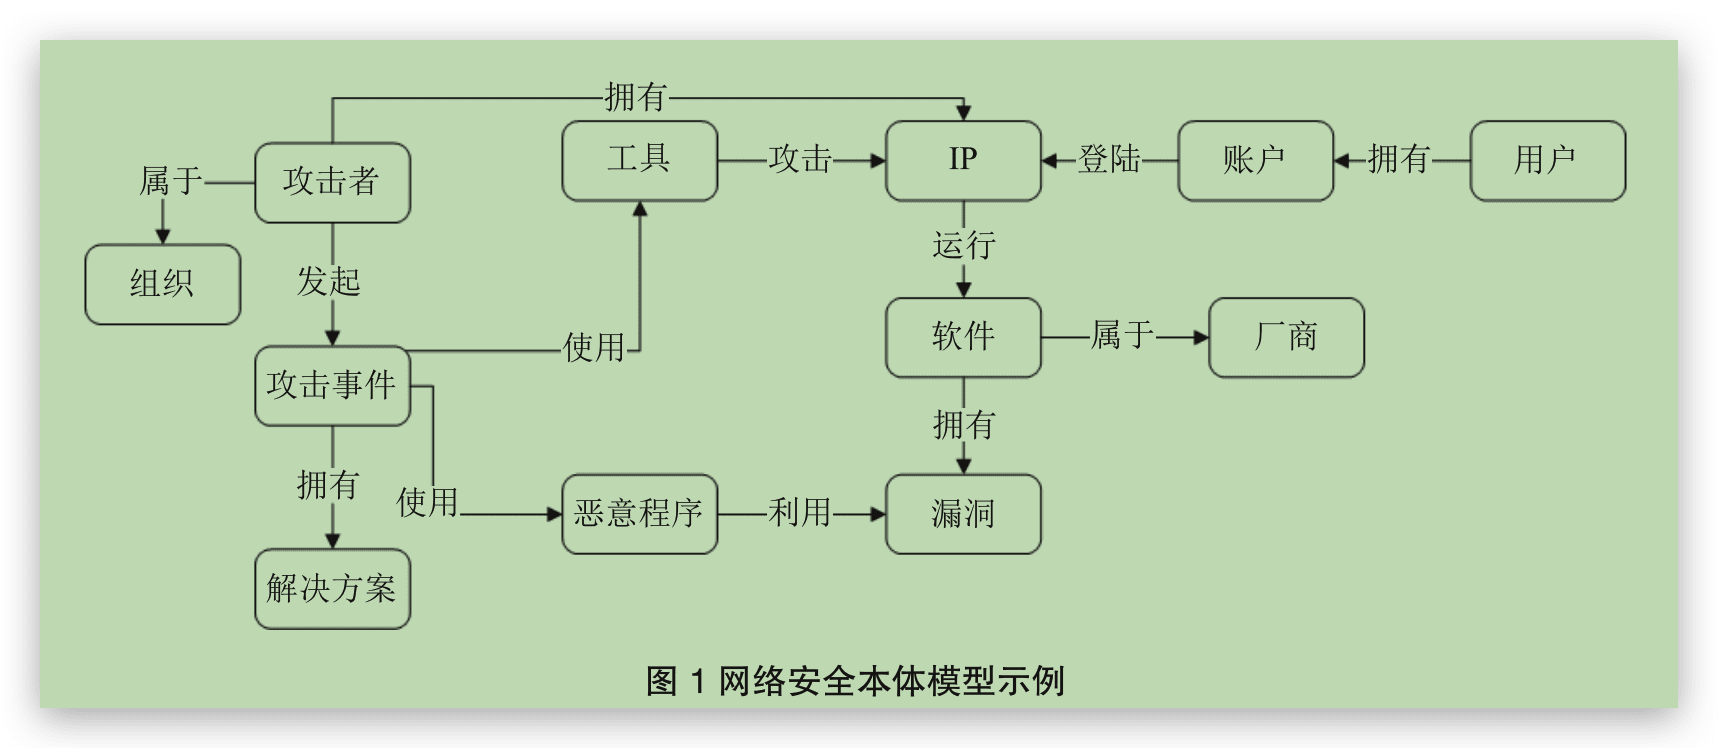 拥有
工具
攻击
IP
登陆
账户
拥有
用户
属于
攻击者
组织
发起
运行
使用
软件
属于
厂商
攻击事件
拥有
拥有
使用
恶意程序
利用
漏洞
解决方案
图 1 网络安全本体模型示例